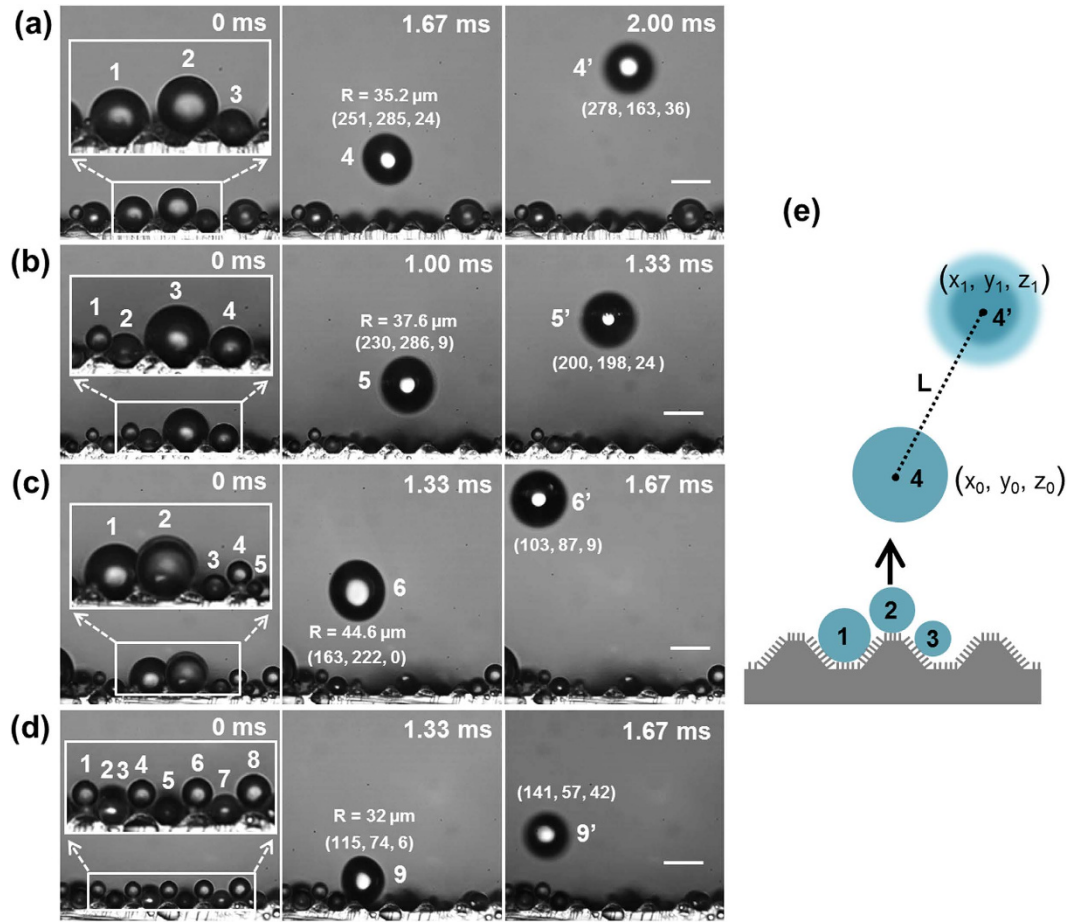 (a)
0 ms
1
2
3
1.67 ms
R = 35.2 µm
(251, 285, 24)
4
2.00 ms
4’
(278, 163, 36)
(b)
0 ms
1
2
3
4
1.00 ms
R = 37.6 µm
(230, 286, 9)
5
1.33 ms
5’
(200, 198, 24)
(c)
0 ms
1
2
3
4
5
1.33 ms
6
R = 44.6 µm
(163, 222, 0)
1.67 ms
6’
(103, 87, 9)
(d)
0 ms
1
2
3
4
5
6
7
8
1.33 ms
R = 32 µm
(115, 74, 6)
9
1.67 ms
(141, 57, 42)
9’
(e)
(x₁, y₁, z₁)
4’
L
4
(x₀, y₀, z₀)
1
2
3